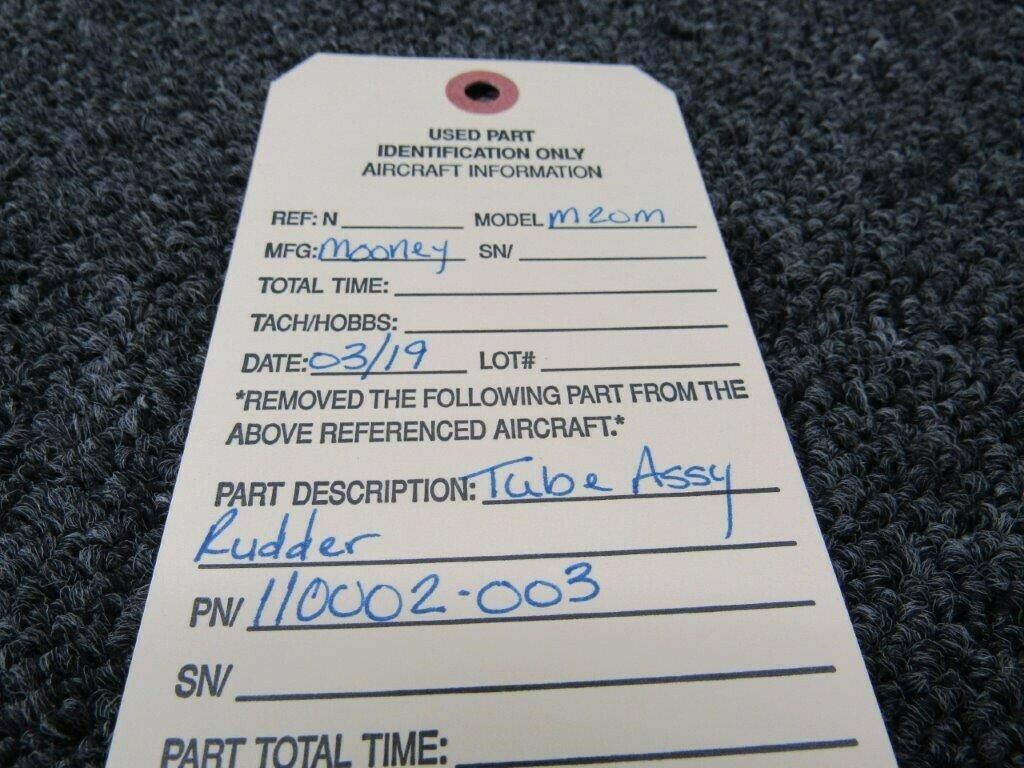 USED PART
IDENTIFICATION ONLY
AIRCRAFT INFORMATION
REF: N MODEL M20M
MFG: Mooney SN/
TOTAL TIME:
TACH/HOBBS:
DATE: 03/19 LOT#
*REMOVED THE FOLLOWING PART FROM THE
ABOVE REFERENCED AIRCRAFT.*
PART DESCRIPTION: Tube Assy
Rudder
PN/ 110002-003
SN/
PART TOTAL TIME: